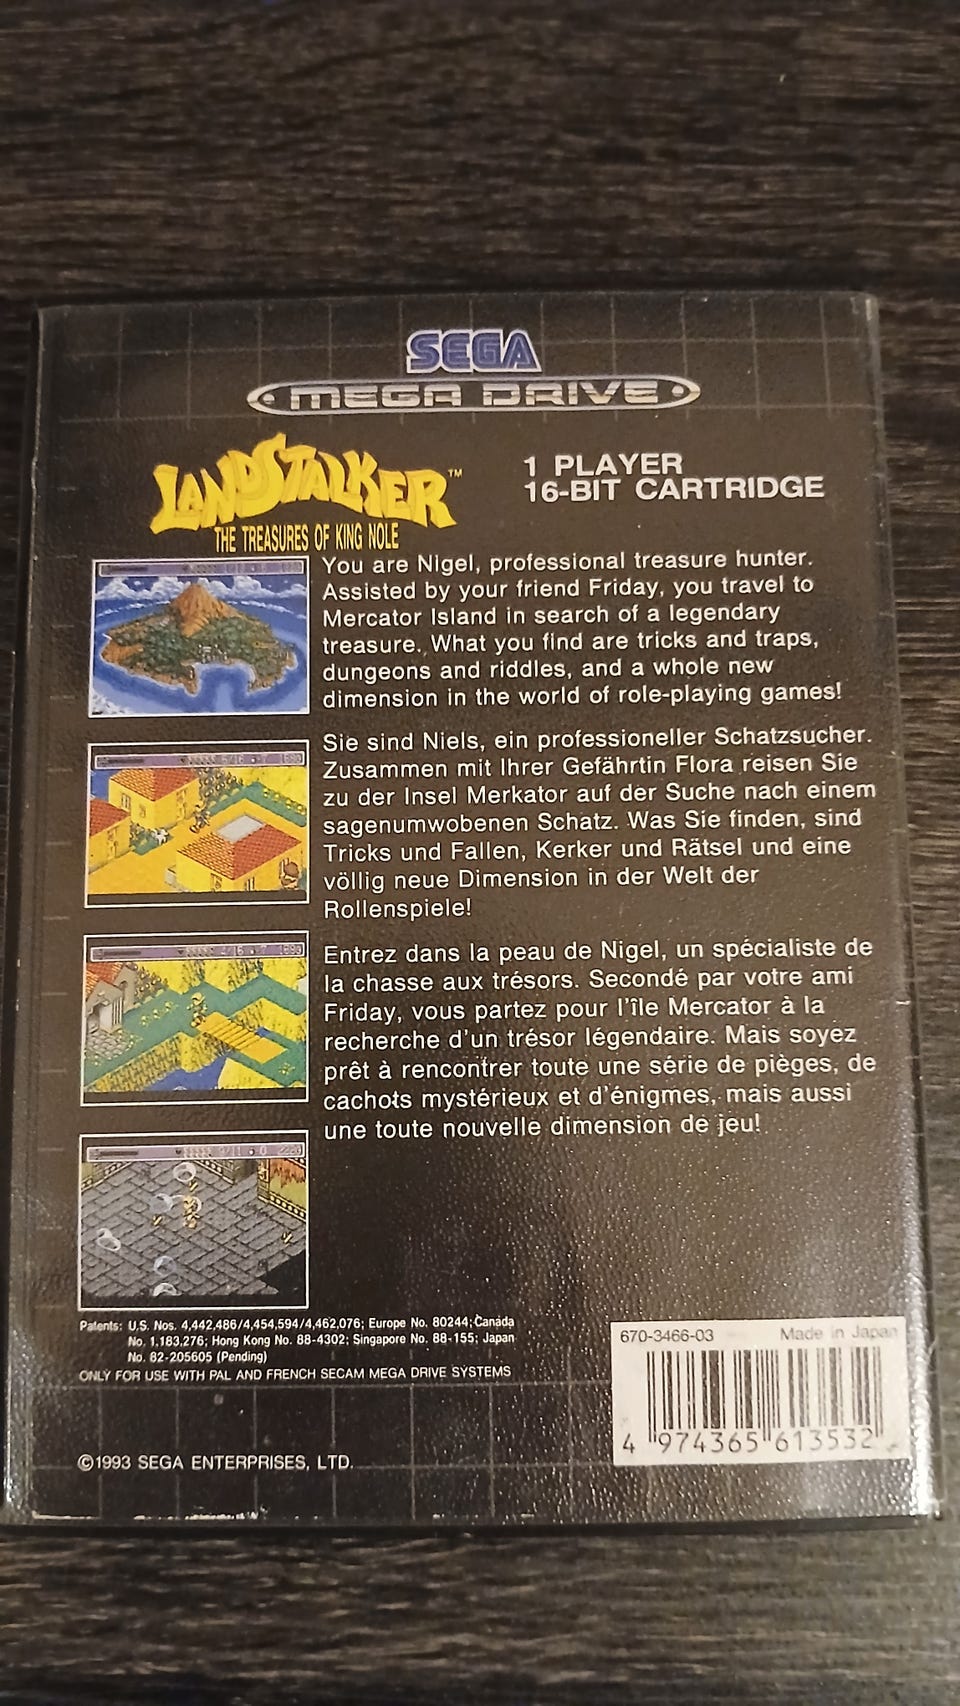 SEGA
MEGA DRIVE
LANDSTALKER™
THE TREASURES OF KING NOLE
1 PLAYER
16-BIT CARTRIDGE
You are Nigel, professional treasure hunter.
Assisted by your friend Friday, you travel to
Mercator Island in search of a legendary
treasure. What you find are tricks and traps,
dungeons and riddles, and a whole new
dimension in the world of role-playing games!
Sie sind Niels, ein professioneller Schatzsucher.
Zusammen mit Ihrer Gefährtin Flora reisen Sie
zu der Insel Merkator auf der Suche nach einem
sagenumwobenen Schatz. Was Sie finden, sind
Tricks und Fallen, Kerker und Rätsel und eine
völlig neue Dimension in der Welt der
Rollenspiele!
Entrez dans la peau de Nigel, un spécialiste de
la chasse aux trésors. Secondé par votre ami
Friday, vous partez pour l'île Mercator à la
recherche d'un trésor légendaire. Mais soyez
prêt à rencontrer toute une série de pièges, de
cachots mystérieux et d'énigmes, mais aussi
une toute nouvelle dimension de jeu!
Patents: U.S. Nos. 4,442,486/4,454,594/4,462,076; Europe No. 80244; Canada
No. 1,183,276; Hong Kong No. 88-4302; Singapore No. 88-155; Japan
No. 82-205605 (Pending)
ONLY FOR USE WITH PAL AND FRENCH SECAM MEGA DRIVE SYSTEMS
©1993 SEGA ENTERPRISES, LTD.
670-3466-03 Made in Japan
4 974365 613532